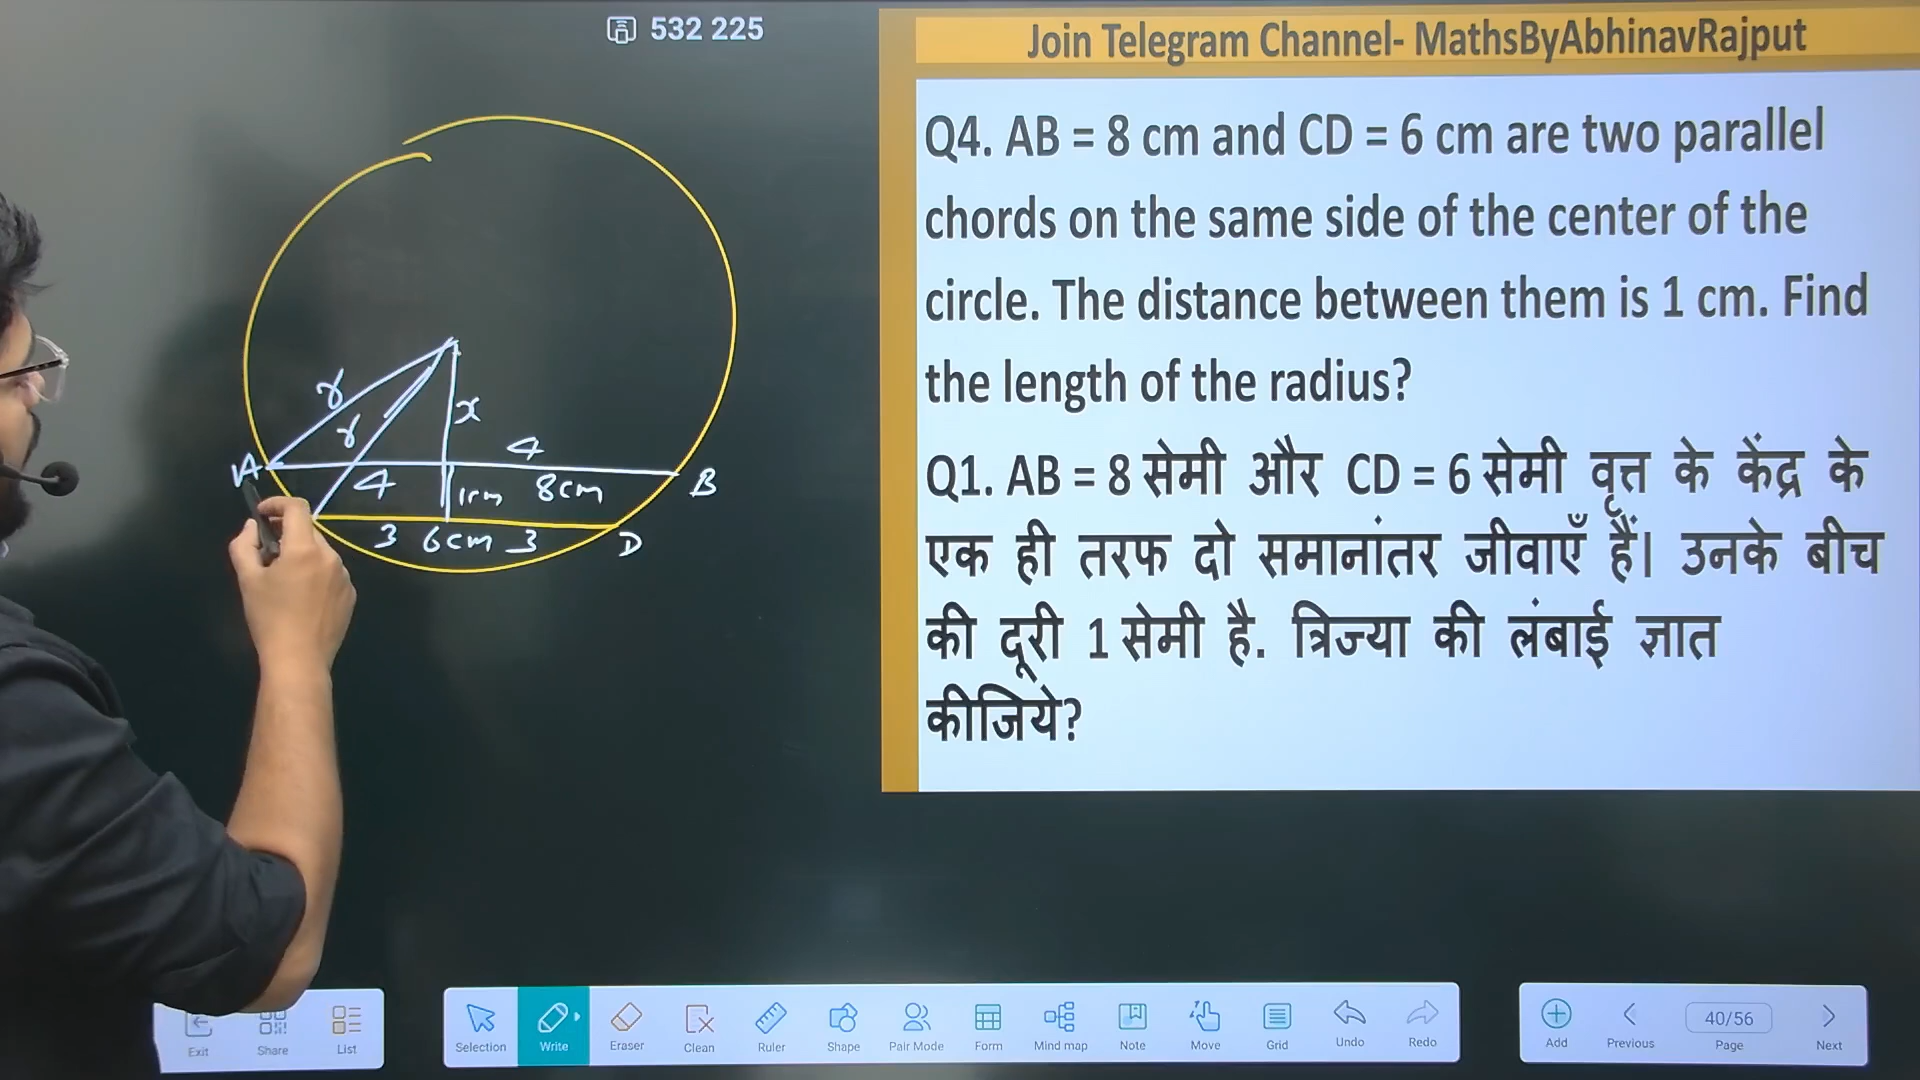 532 225
Join Telegram Channel- MathsByAbhinavRajput
Q4. AB = 8 cm and CD = 6 cm are two parallel
chords on the same side of the center of the
circle. The distance between them is 1 cm. Find
the length of the radius?
Q1. AB = 8 सेमी और CD = 6 सेमी वृत्त के केंद्र के
एक ही तरफ दो समानांतर जीवाएँ हैं। उनके बीच
की दूरी 1 सेमी है. त्रिज्या की लंबाई ज्ञात
कीजिये?
r
r
x
4
A
4
1cm
8cm
B
3
6cm
3
D
Exit
Share
List
Selection
Write
Eraser
Clean
Ruler
Shape
Pair Mode
Form
Mind map
Note
Move
Grid
Undo
Redo
Add
Previous
40/56
Page
Next